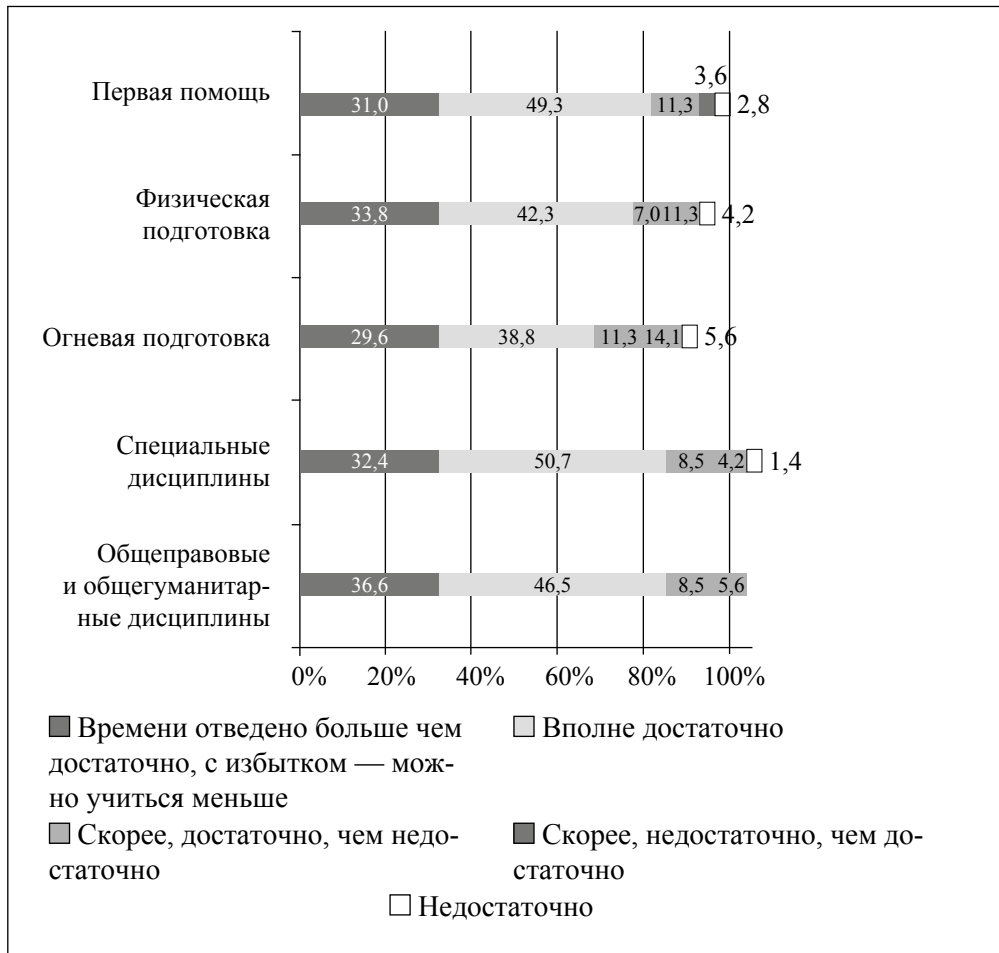 3,6
Первая помощь
31,0 49,3 11,3 2,8
Физическая
подготовка
33,8 42,3 7,0 11,3 4,2
Огневая подготовка
29,6 38,8 11,3 14,1 5,6
Специальные
дисциплины
32,4 50,7 8,5 4,2 1,4
Общеправовые
и общегуманитар-
ные дисциплины
36,6 46,5 8,5 5,6
0% 20% 40% 60% 80% 100%
Времени отведено больше чем
достаточно, с избытком — мож-
но учиться меньше
Вполне достаточно
Скорее, достаточно, чем недо-
статочно
Скорее, недостаточно, чем до-
статочно
Недостаточно